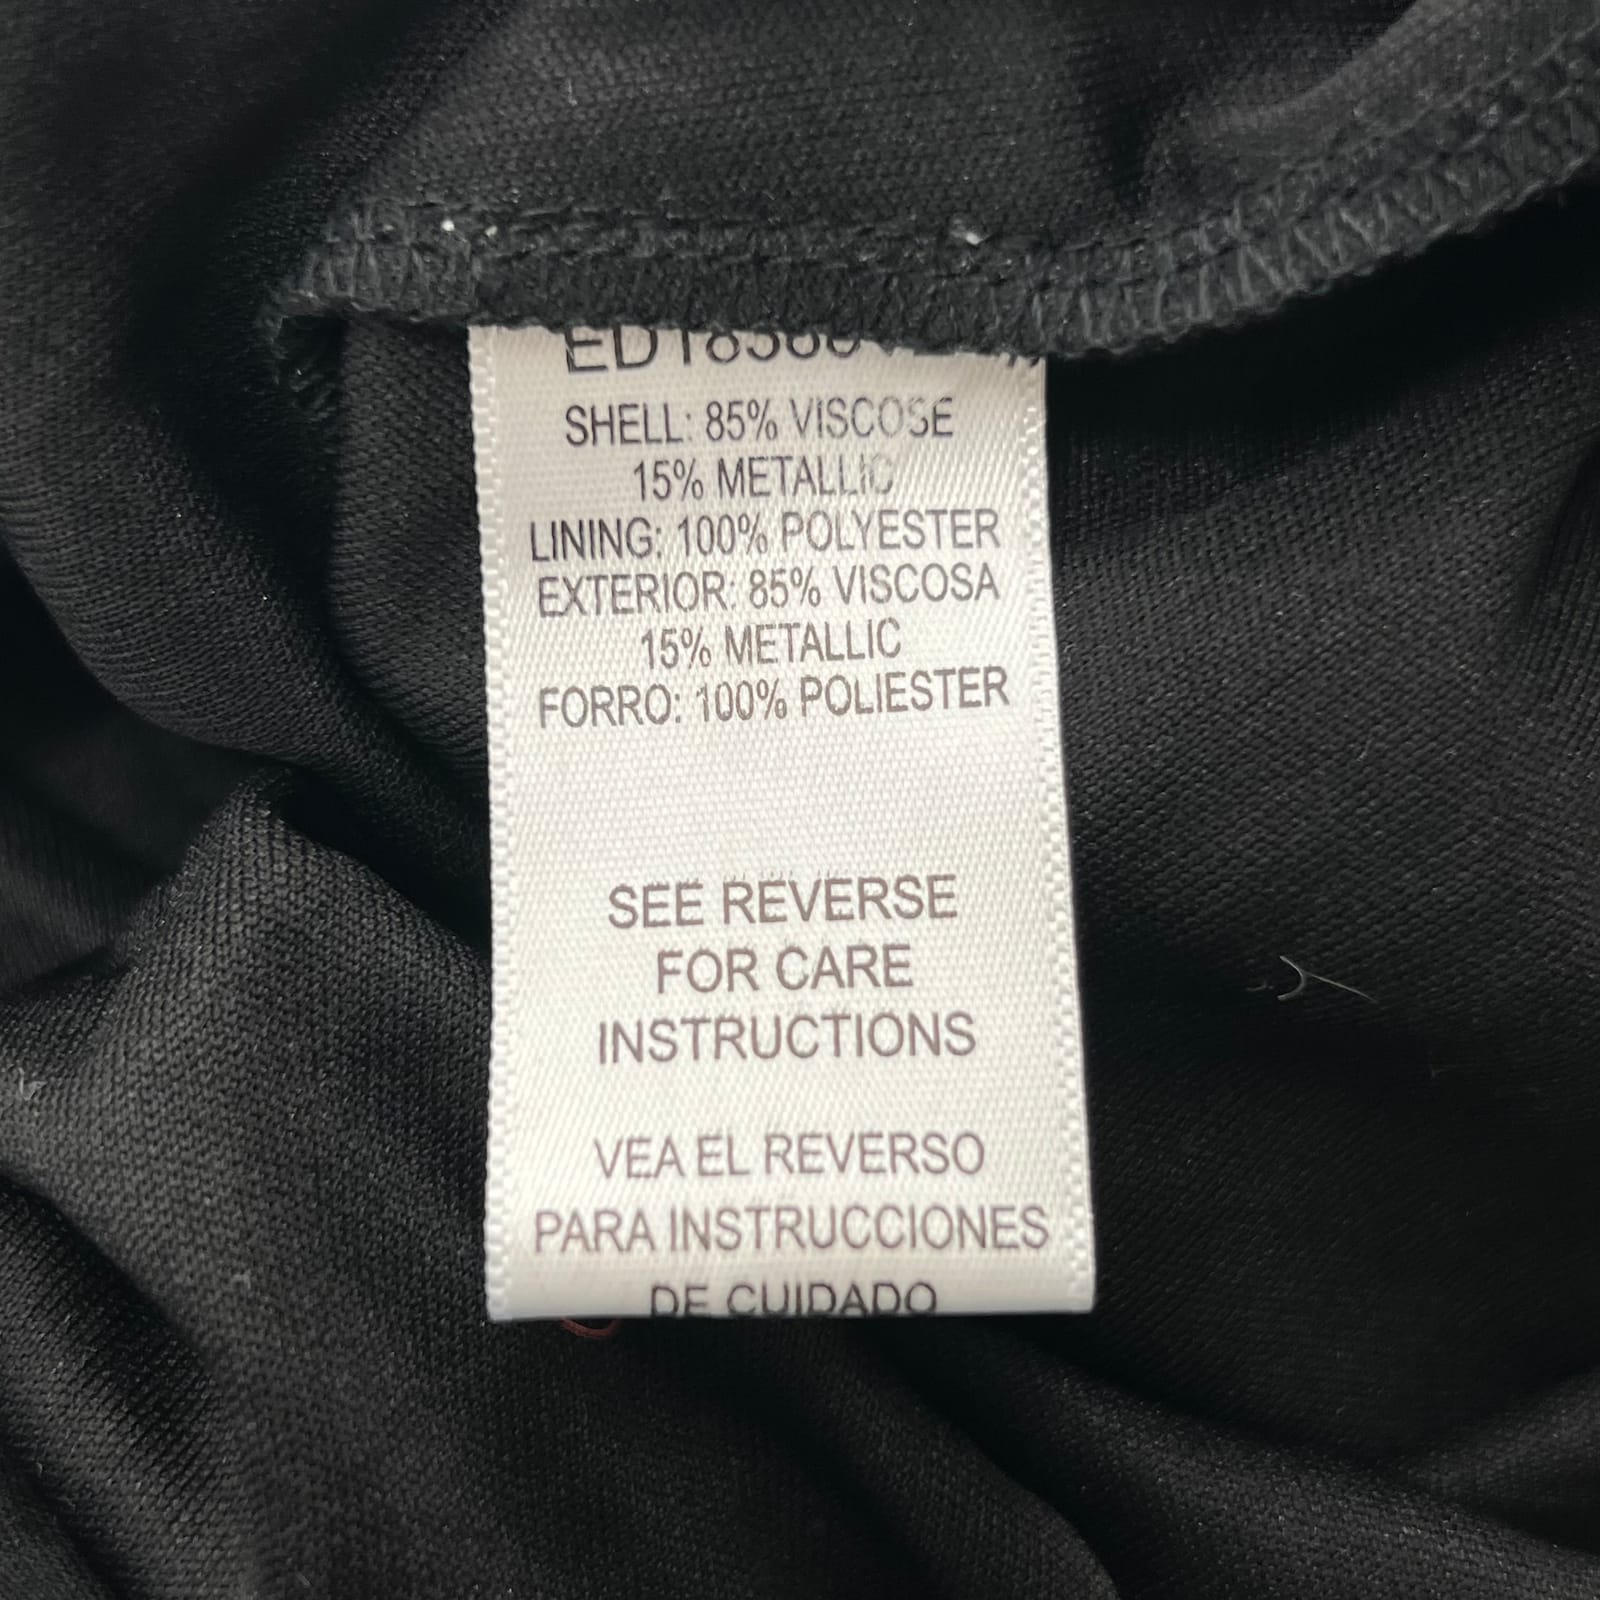 SHELL: 85% VISCOSE
15% METALLIC
LINING: 100% POLYESTER
EXTERIOR: 85% VISCOSA
15% METALLIC
FORRO: 100% POLIESTER
SEE REVERSE
FOR CARE
INSTRUCTIONS
VEA EL REVERSO
PARA INSTRUCCIONES
DE CUIDADO